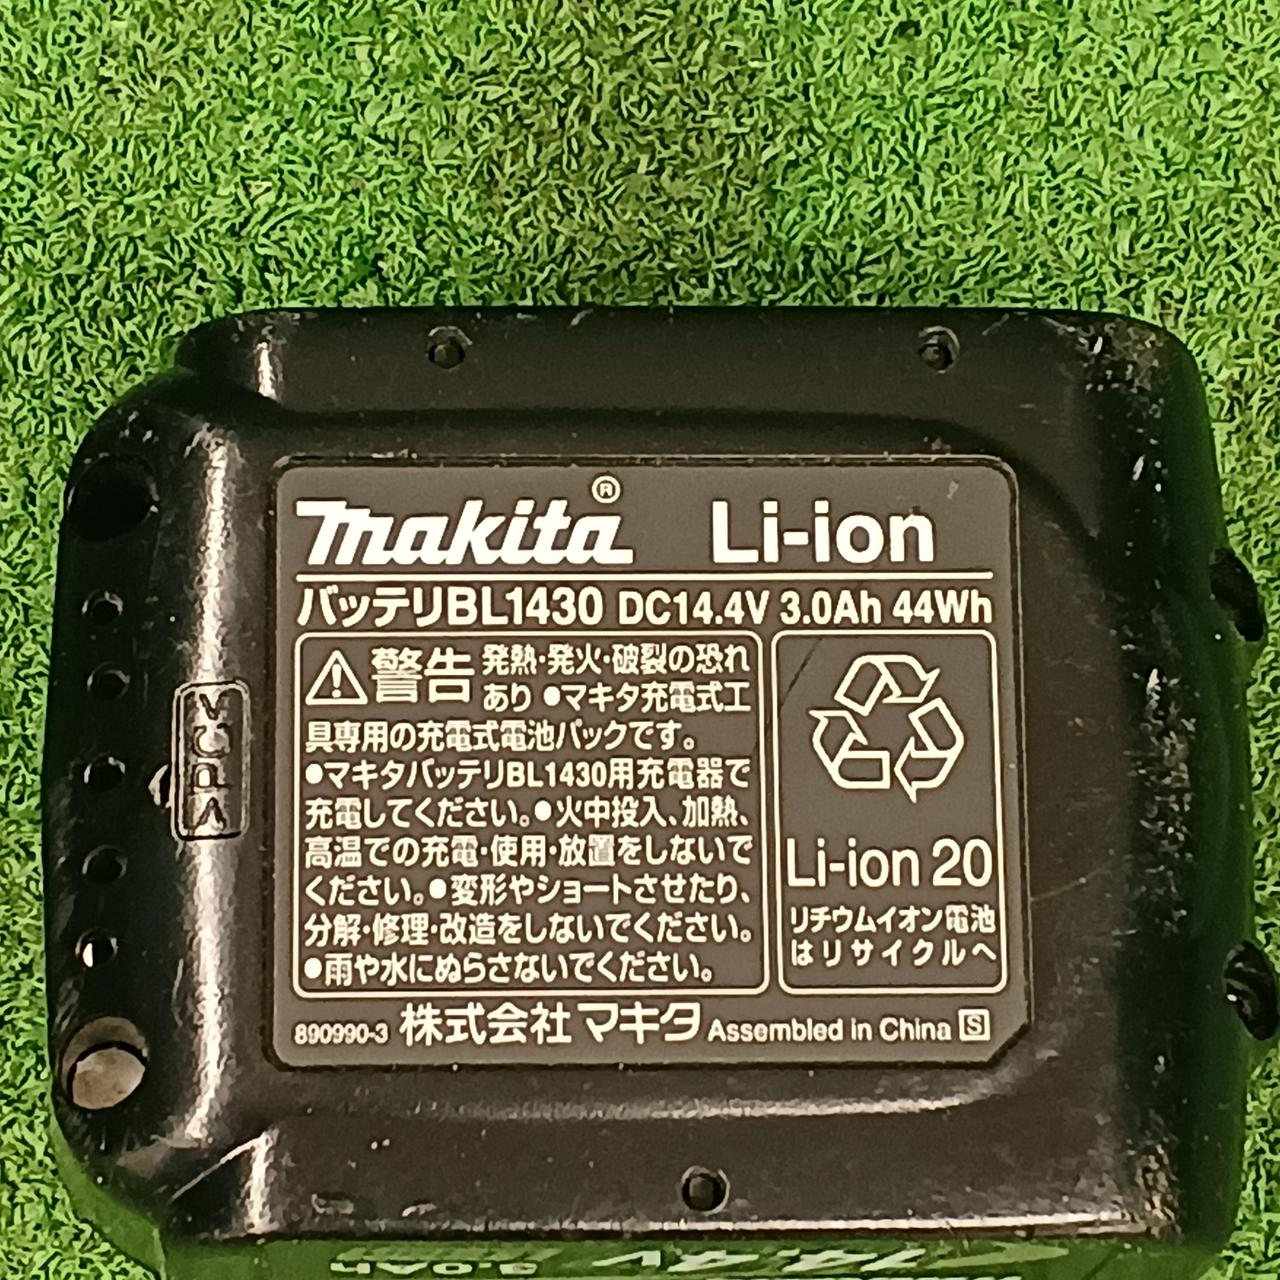 makita® Li-ion
バッテリBL1430 DC14.4V 3.0Ah 44Wh
⚠警告 発熱・発火・破裂の恐れ
あり ●マキタ充電式工
具専用の充電式電池パックです。
●マキタバッテリBL1430用充電器で
充電してください。●火中投入、加熱、
高温での充電・使用・放置をしないで
ください。●変形やショートさせたり、
分解・修理・改造をしないでください。
●雨や水にぬらさないでください。
Li-ion 20
リチウムイオン電池
はリサイクルへ
890990-3 株式会社マキタ Assembled in China S
14.4V
3.0Ah